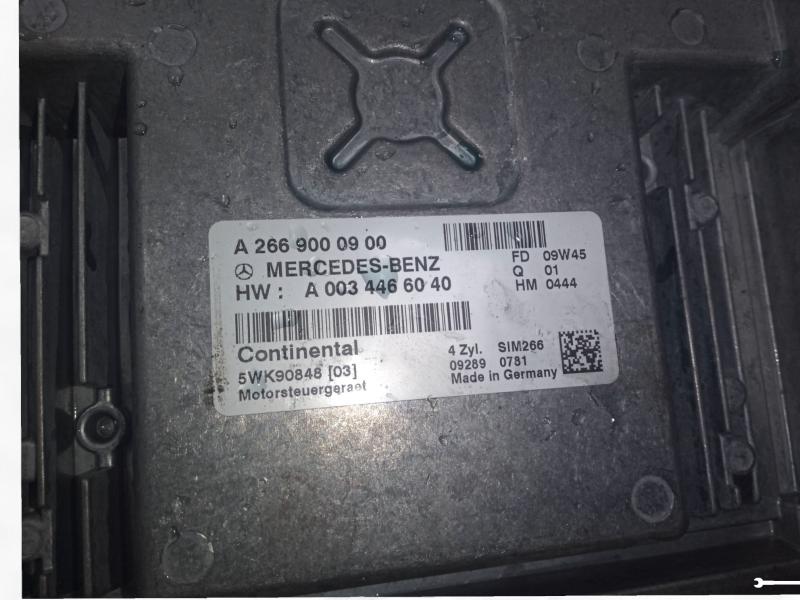 A 266 900 09 00
MERCEDES-BENZ
HW : A 003 446 60 40
FD 09W45
Q 01
HM 0444
Continental
5WK90848 [03]
Motorsteuergeraet
4 Zyl. SIM266
09289 0781
Made in Germany